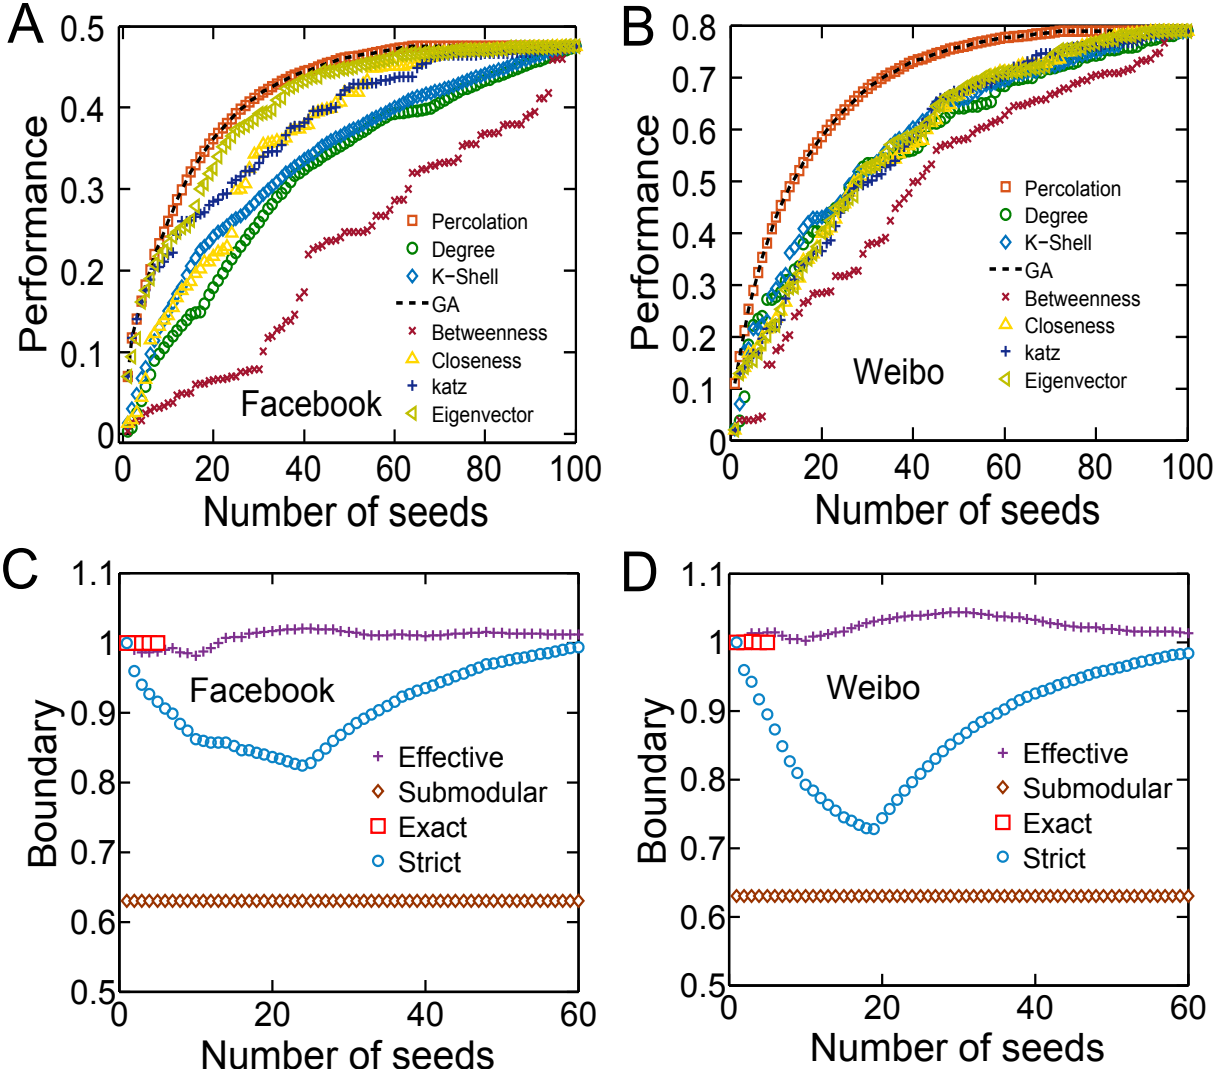 A
Performance
0.5
0.4
0.3
0.2
0.1
0
Percolation
Degree
K−Shell
GA
Betweenness
Closeness
katz
Eigenvector
Facebook
0 20 40 60 80 100
Number of seeds
B
Performance
0.8
0.7
0.6
0.5
0.4
0.3
0.2
0.1
0
Percolation
Degree
K−Shell
GA
Betweenness
Closeness
katz
Eigenvector
Weibo
0 20 40 60 80 100
Number of seeds
C
Boundary
1.1
1
0.9
0.8
0.7
0.6
0.5
Facebook
Effective
Submodular
Exact
Strict
0 20 40 60
Number of seeds
D
Boundary
1.1
1
0.9
0.8
0.7
0.6
0.5
Weibo
Effective
Submodular
Exact
Strict
0 20 40 60
Number of seeds